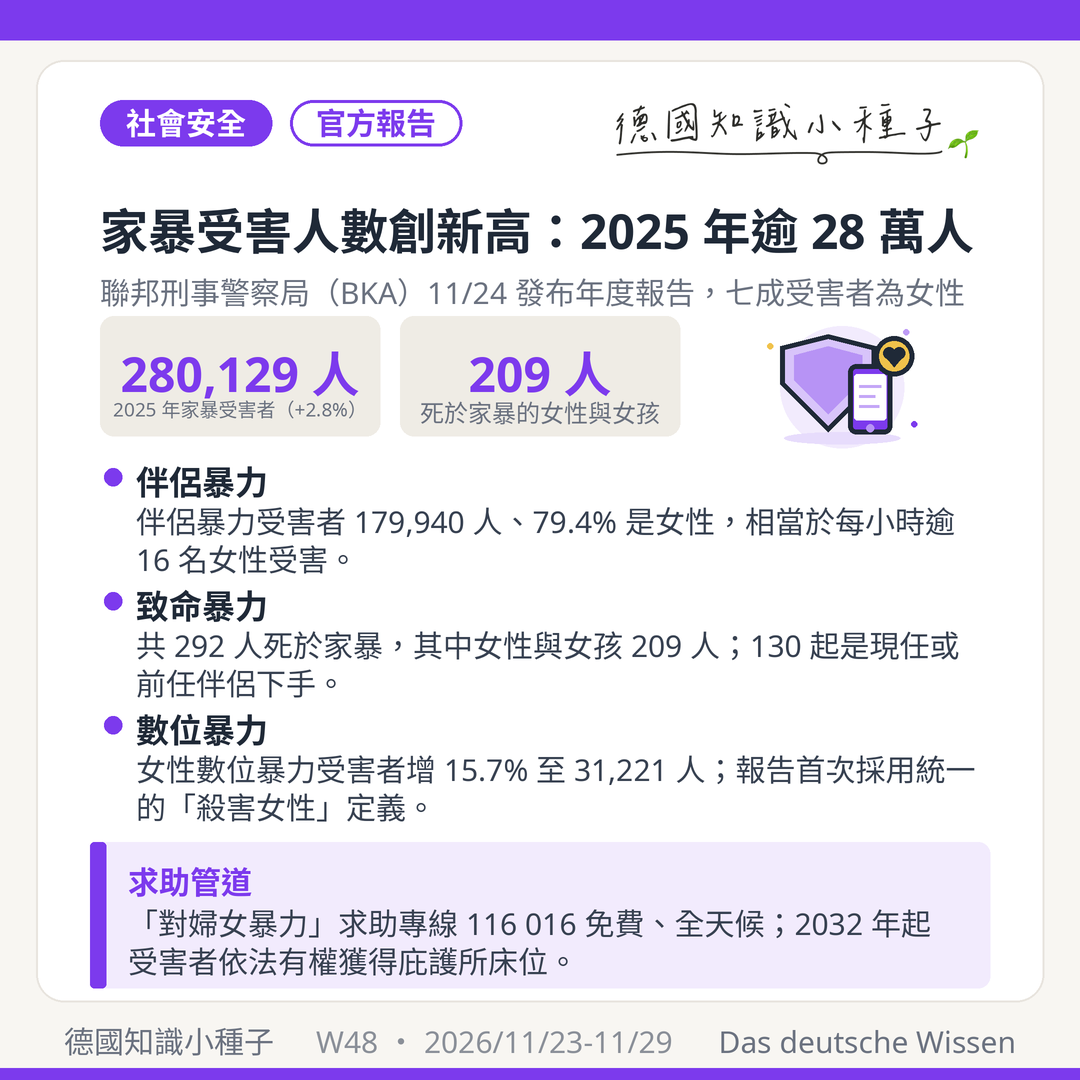 社會安全
官方報告
德國知識小種子
家暴受害人數創新高：2025 年逾 28 萬人
聯邦刑事警察局（BKA）11/24 發布年度報告，七成受害者為女性
280,129 人
2025 年家暴受害者（+2.8%）
209 人
死於家暴的女性與女孩
伴侶暴力
伴侶暴力受害者 179,940 人、79.4% 是女性，相當於每小時逾
16 名女性受害。
致命暴力
共 292 人死於家暴，其中女性與女孩 209 人；130 起是現任或
前任伴侶下手。
數位暴力
女性數位暴力受害者增 15.7% 至 31,221 人；報告首次採用統一
的「殺害女性」定義。
求助管道
「對婦女暴力」求助專線 116 016 免費、全天候；2032 年起
受害者依法有權獲得庇護所床位。
德國知識小種子
W48 • 2026/11/23-11/29
Das deutsche Wissen